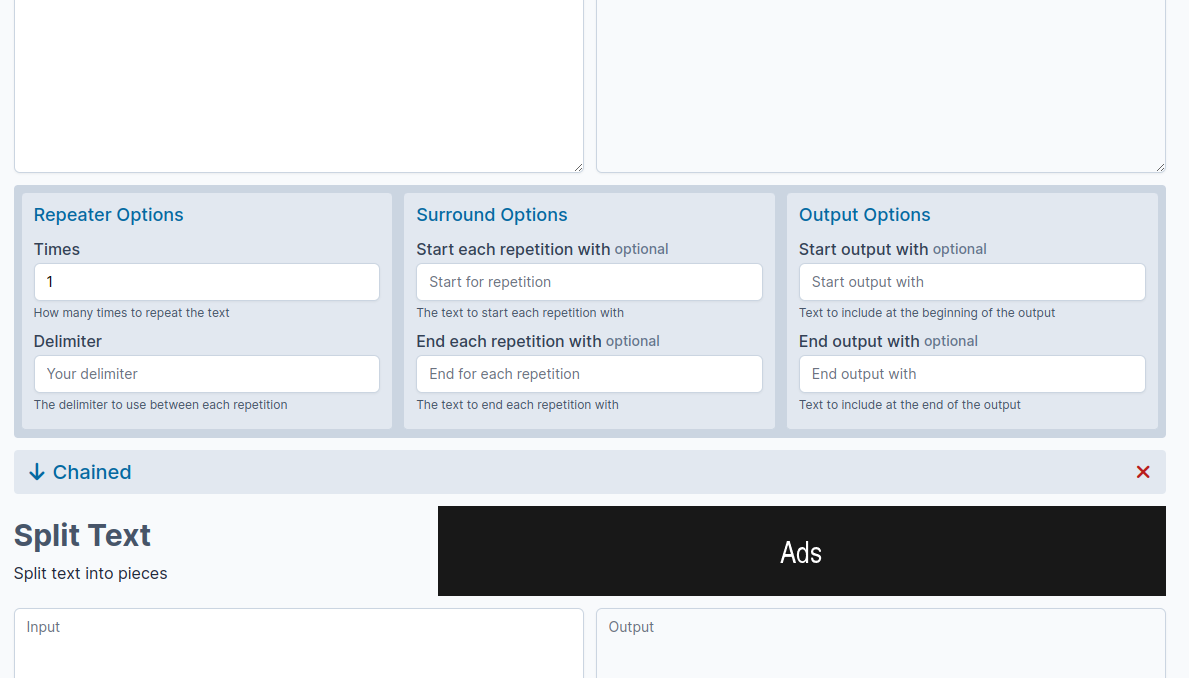 Repeater Options
Times
1
How many times to repeat the text
Delimiter
Your delimiter
The delimiter to use between each repetition
Surround Options
Start each repetition with optional
Start for repetition
The text to start each repetition with
End each repetition with optional
End for each repetition
The text to end each repetition with
Output Options
Start output with optional
Start output with
Text to include at the beginning of the output
End output with optional
End output with
Text to include at the end of the output
Chained
Split Text
Split text into pieces
Ads
Input
Output